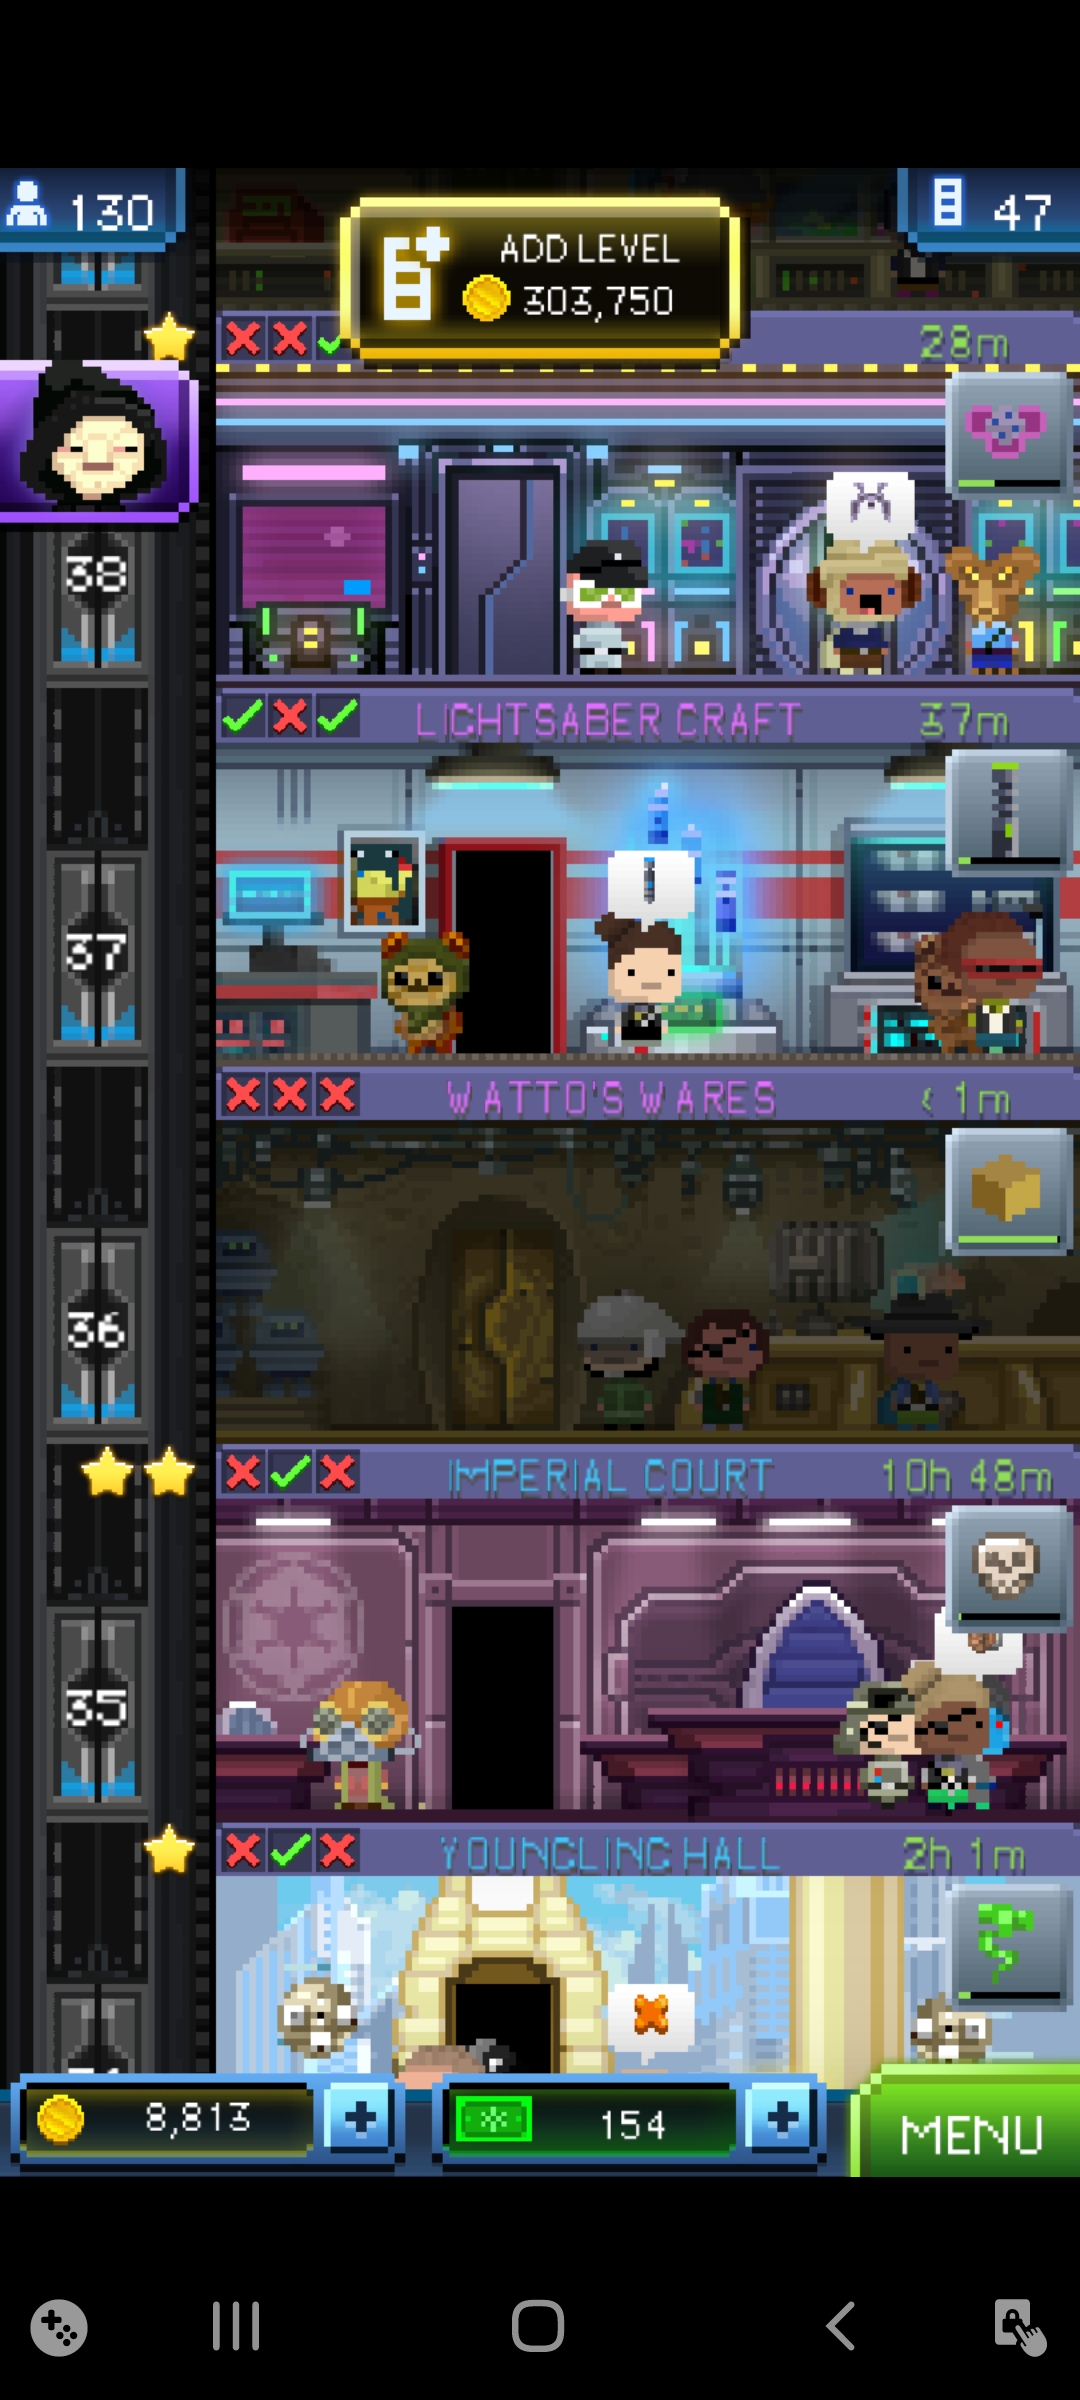 130
ADD LEVEL
303,750
47
28m
38
LIGHTSABER CRAFT
37m
37
WATTO'S WARES
< 1m
36
IMPERIAL COURT
10h 48m
35
YOUNGLING HALL
2h 1m
8,813
154
MENU